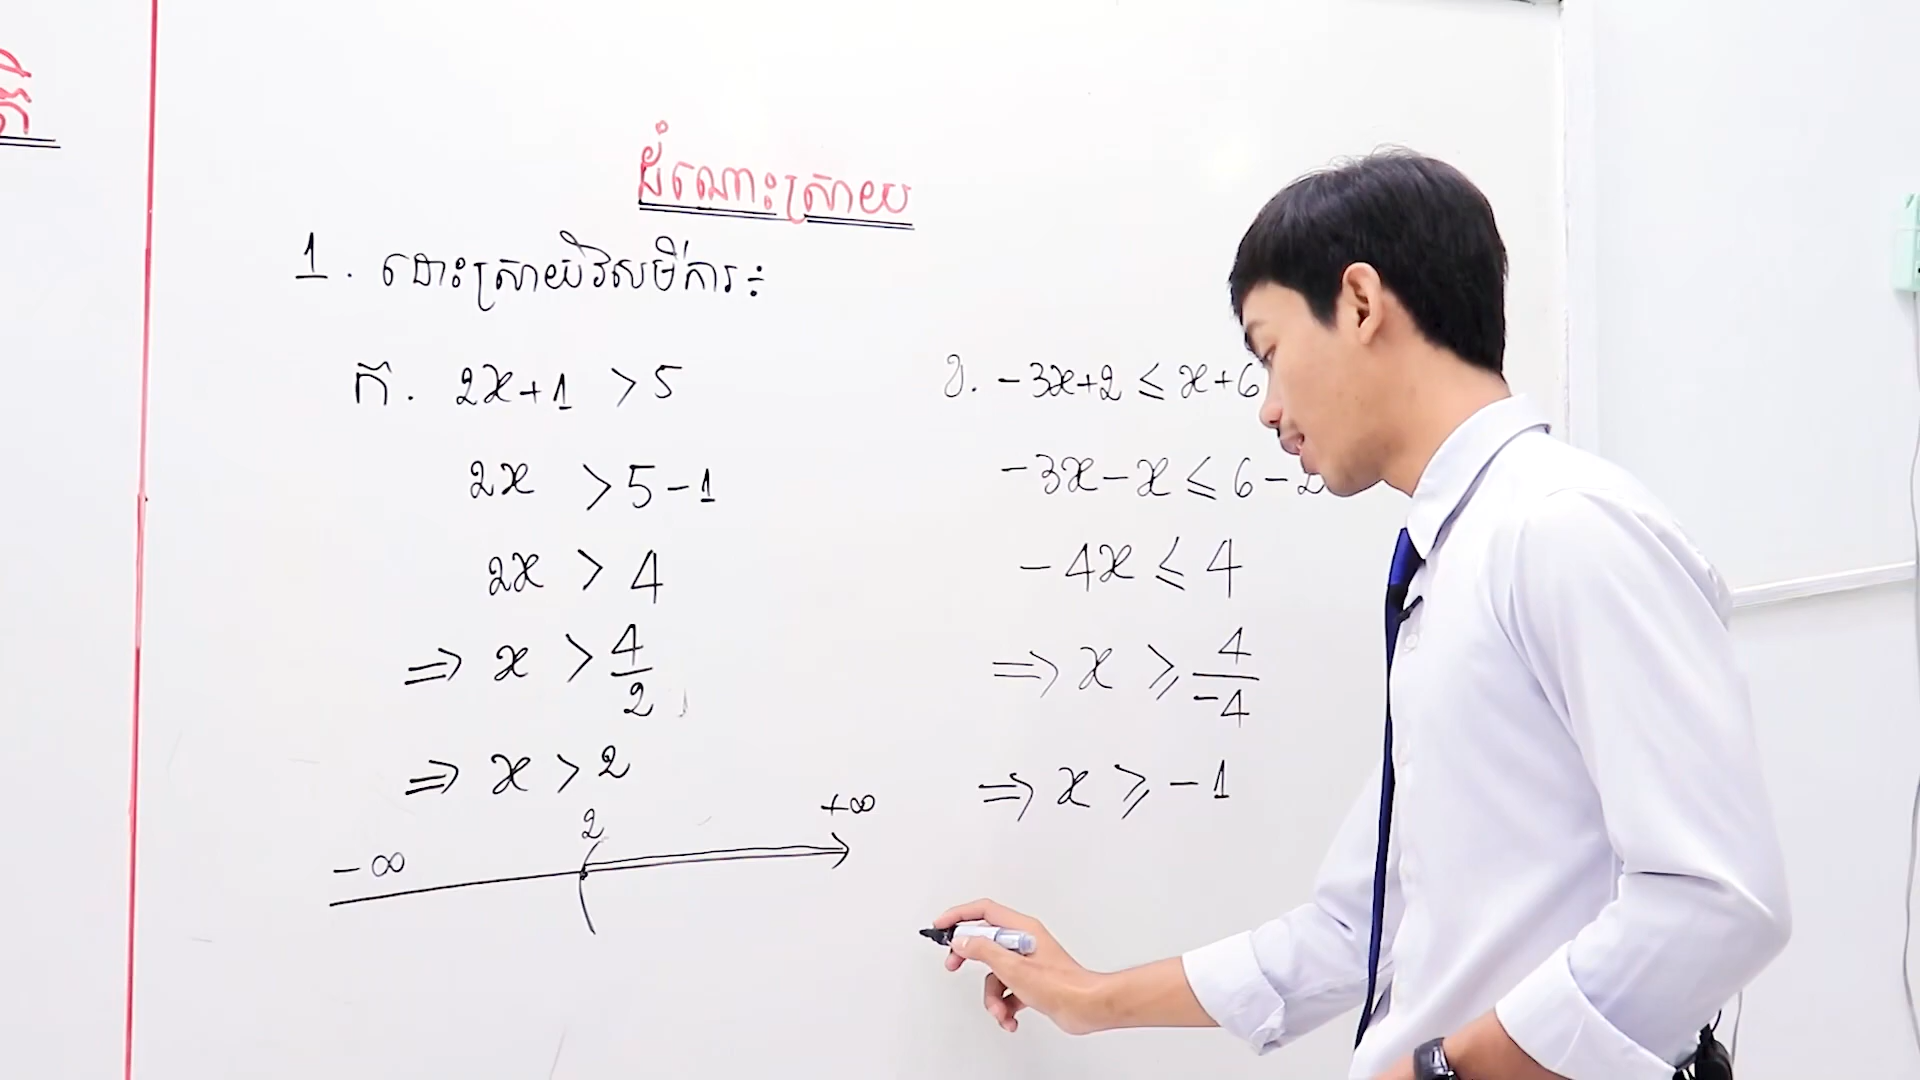 ដំណោះស្រាយ
1. ដោះស្រាយវិសមីការ ÷
ក. 2x+1 > 5
2x > 5-1
2x > 4
⇒ x > 4/2
⇒ x > 2
2
-∞ +∞
ខ. -3x+2 ≤ x+6
-3x-x ≤ 6-2
-4x ≤ 4
⇒ x ≥ 4/-4
⇒ x ≥ -1